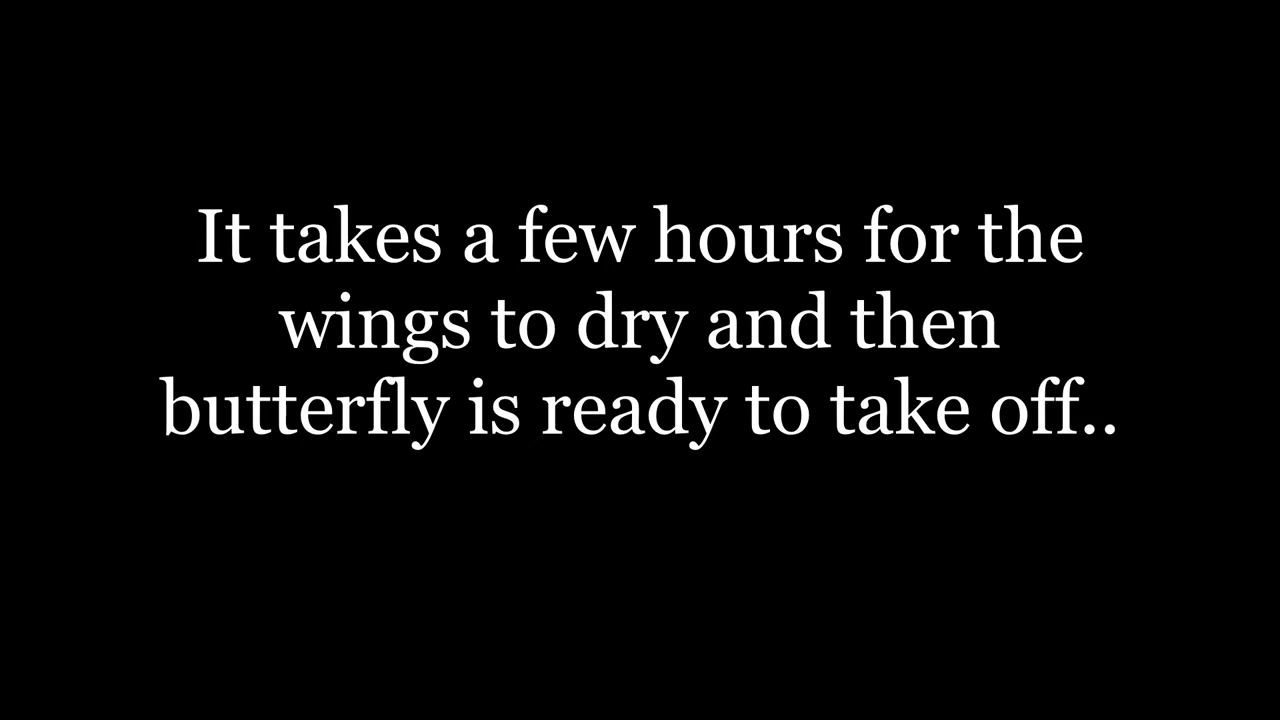 It takes a few hours for the
wings to dry and then
butterfly is ready to take off..